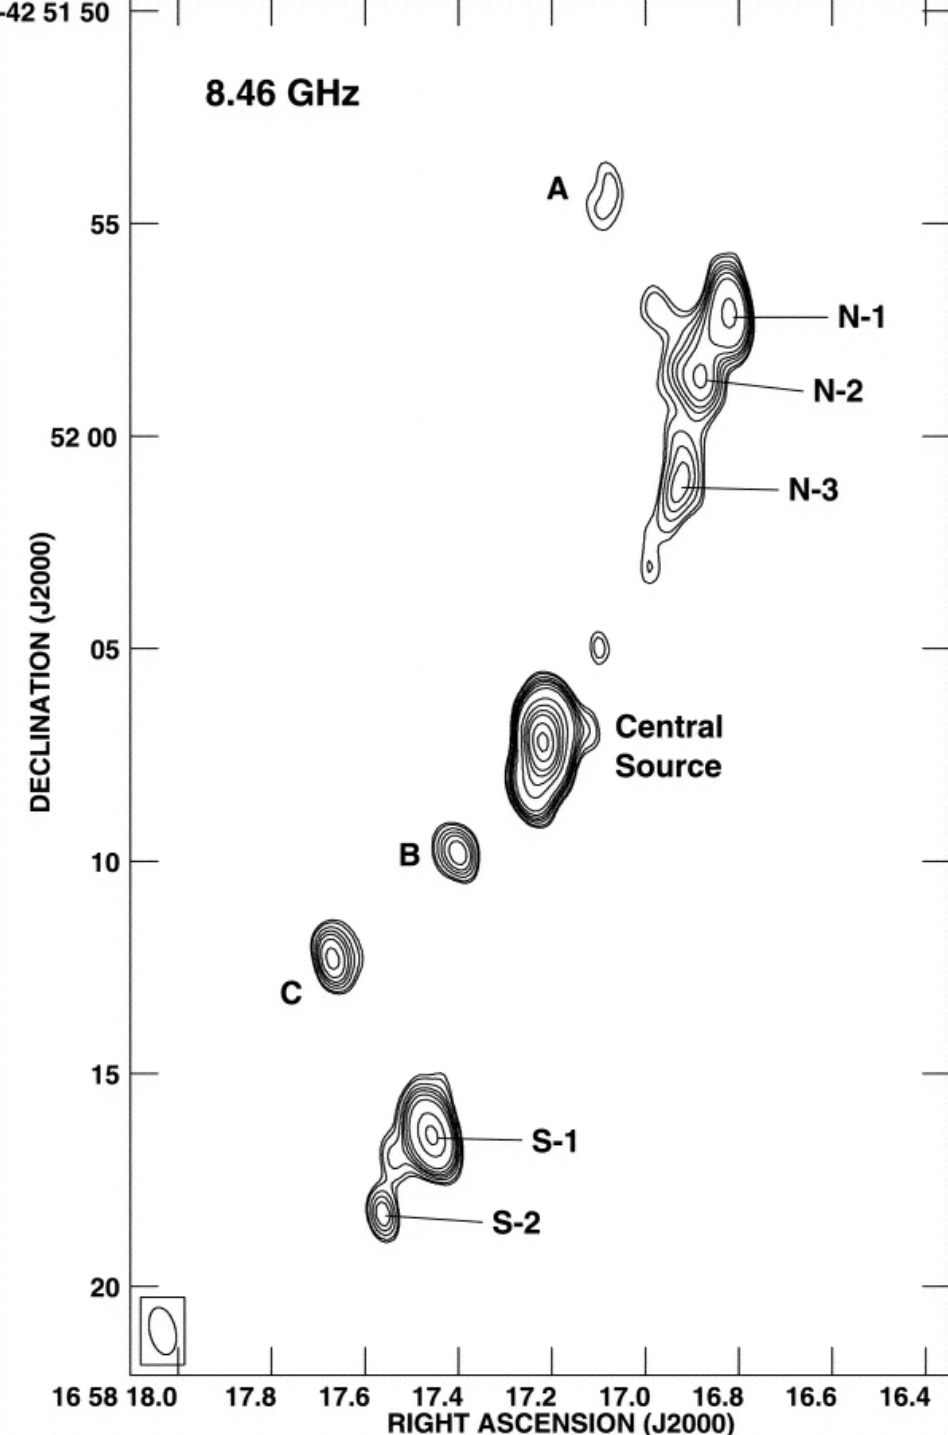 -42 51 50
8.46 GHz
A
55
N-1
N-2
52 00
N-3
DECLINATION (J2000)
05
Central
Source
B
10
C
15
S-1
S-2
20
16 58 18.0 17.8 17.6 17.4 17.2 17.0 16.8 16.6 16.4
RIGHT ASCENSION (J2000)